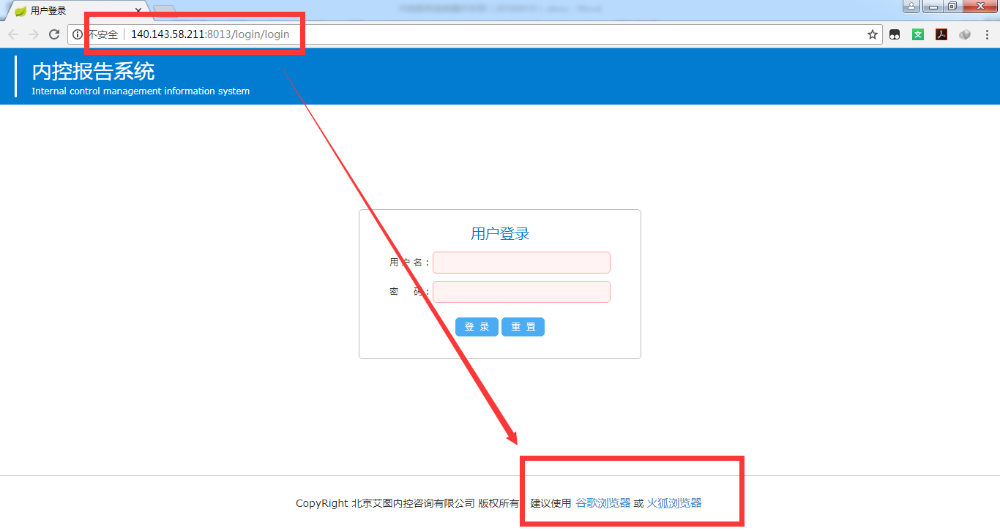 用户登录
不安全 140.143.58.211:8013/login/login
内控报告系统
Internal control management information system
用户登录
用户名：
密 码：
登 录 重 置
CopyRight 北京艾图内控咨询有限公司 版权所有 建议使用 谷歌浏览器 或 火狐浏览器